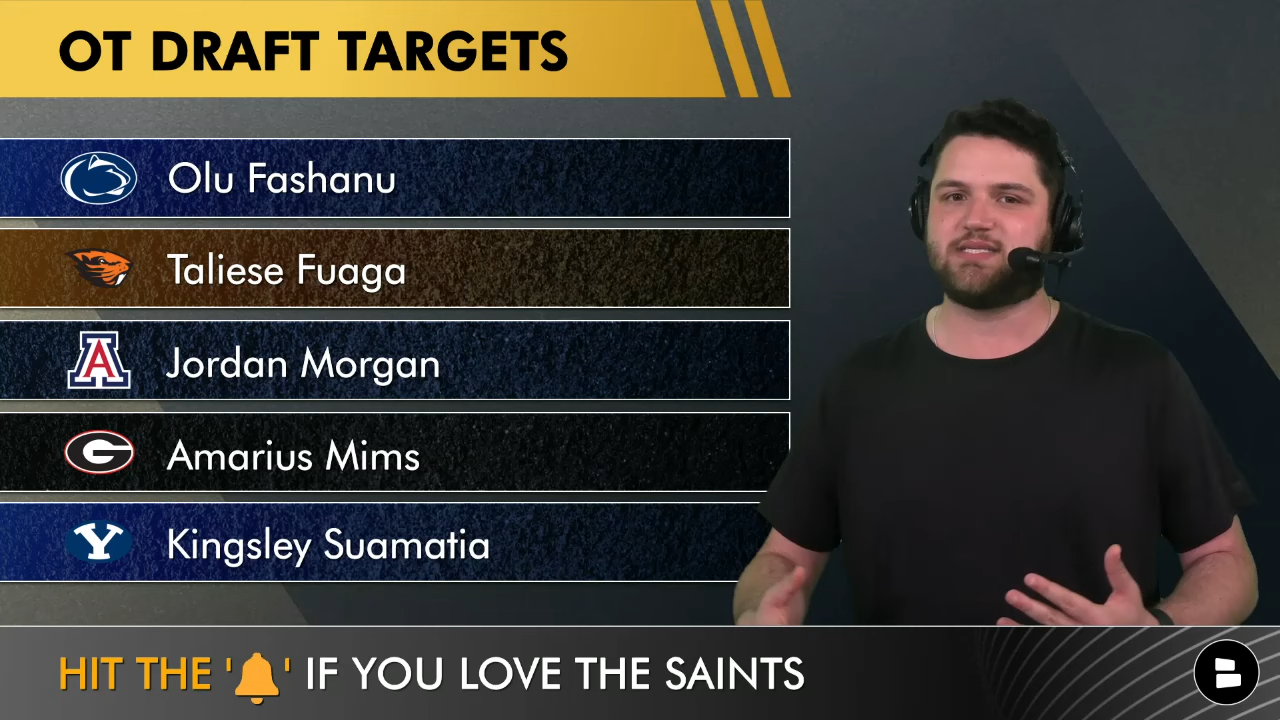 OT DRAFT TARGETS
Olu Fashanu
Taliese Fuaga
A Jordan Morgan
G Amarius Mims
Y Kingsley Suamatia
HIT THE '🔔' IF YOU LOVE THE SAINTS